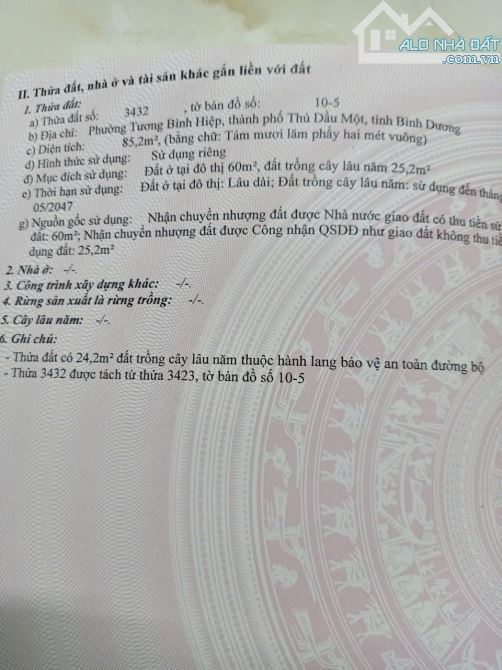 ALO NHÀ ĐẤT
.com.vn
II. Thửa đất, nhà ở và tài sản khác gắn liền với đất
1. Thửa đất:
a) Thửa đất số: 3432 , tờ bản đồ số: 10-5
b) Địa chỉ: Phường Tương Bình Hiệp, thành phố Thủ Dầu Một, tỉnh Bình Dương
c) Diện tích: 85,2m², (bằng chữ: Tám mươi lăm phẩy hai mét vuông)
d) Hình thức sử dụng: Sử dụng riêng
đ) Mục đích sử dụng: Đất ở tại đô thị 60m², đất trồng cây lâu năm 25,2m²
e) Thời hạn sử dụng: Đất ở tại đô thị: Lâu dài; Đất trồng cây lâu năm: sử dụng đến tháng
05/2047
g) Nguồn gốc sử dụng: Nhận chuyển nhượng đất được Nhà nước giao đất có thu tiền sử
đất: 60m²; Nhận chuyển nhượng đất được Công nhận QSDĐ như giao đất không thu tiề
dụng đất: 25,2m²
2. Nhà ở: -/-.
3. Công trình xây dựng khác: -/-.
4. Rừng sản xuất là rừng trồng: -/-.
5. Cây lâu năm: -/-.
6. Ghi chú:
- Thửa đất có 24,2m² đất trồng cây lâu năm thuộc hành lang bảo vệ an toàn đường bộ
- Thửa 3432 được tách từ thửa 3423, tờ bản đồ số 10-5